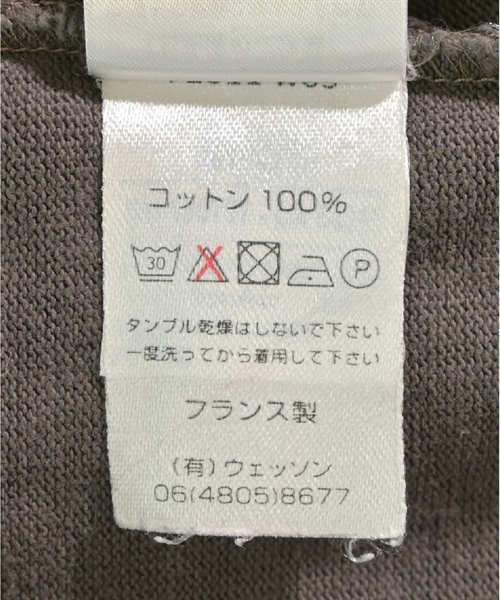 コットン 100%
30 P
タンブル乾燥はしないで下さい
一度洗ってから着用して下さい
フランス製
(有)ウェッソン
06(4805)8677